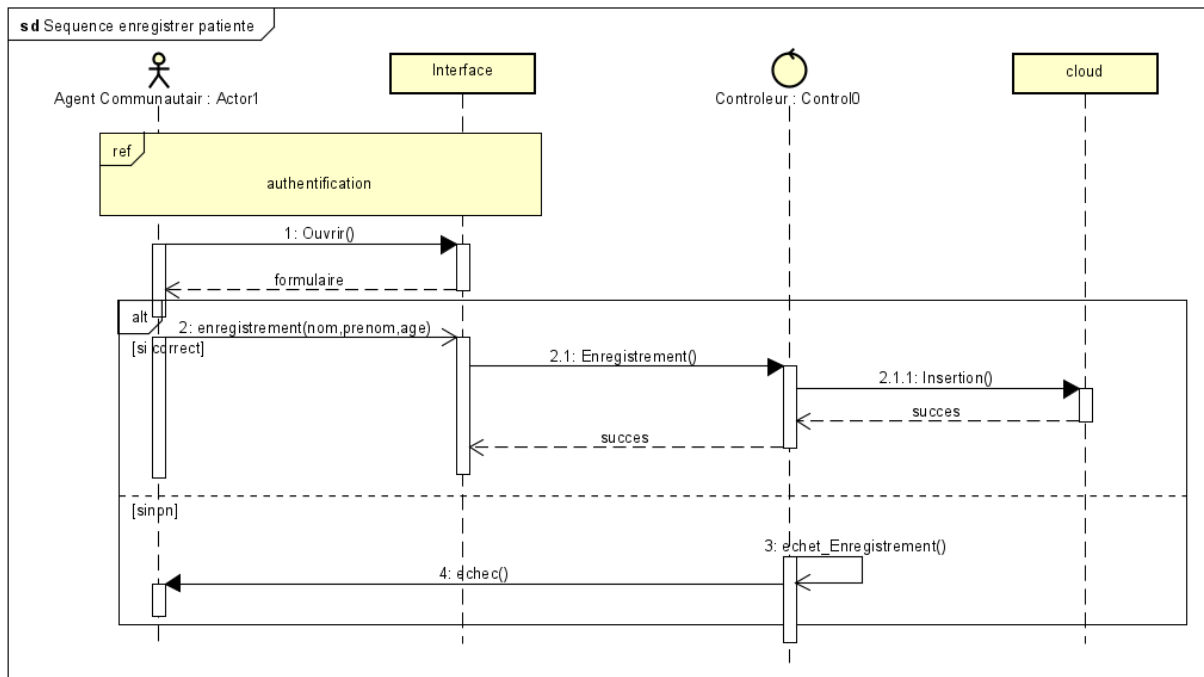 sd Sequence enregistrer patiente
Agent Communautair : Actor1
Interface
Controleur : Control0
cloud
ref
authentification
1: Ouvrir()
formulaire
alt
2: enregistrement(nom,prenom,age)
[si correct]
2.1: Enregistrement()
2.1.1: Insertion()
succes
succes
[sinpn]
3: echet_Enregistrement()
4: echec()